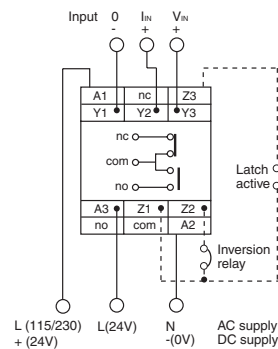 Input 0 IIN VIN
- + +
A1 nc Z3
Y1 Y2 Y3
nc
com
no
Latch
active
A3 Z1 Z2
no com A2
Inversion
relay
L (115/230) L(24V) N AC supply
+ (24V) -(0V) DC supply